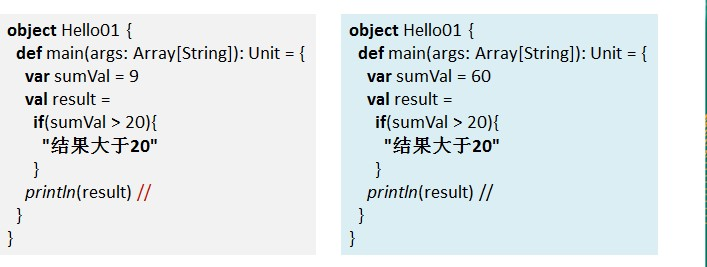 object Hello01 {
def main(args: Array[String]): Unit = {
var sumVal = 9
val result =
if(sumVal > 20){
"结果大于20"
}
println(result) //
}
}
object Hello01 {
def main(args: Array[String]): Unit = {
var sumVal = 60
val result =
if(sumVal > 20){
"结果大于20"
}
println(result) //
}
}